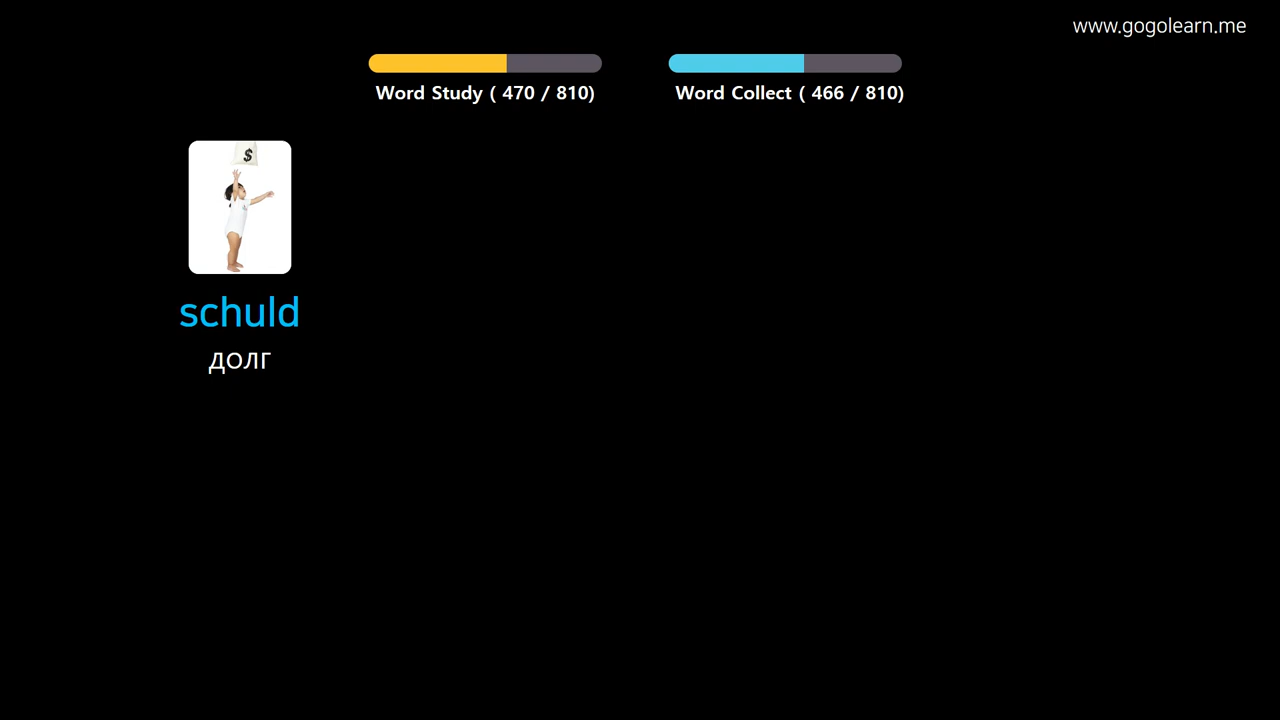 www.gogolearn.me
Word Study ( 470 / 810)
Word Collect ( 466 / 810)
$
schuld
долг